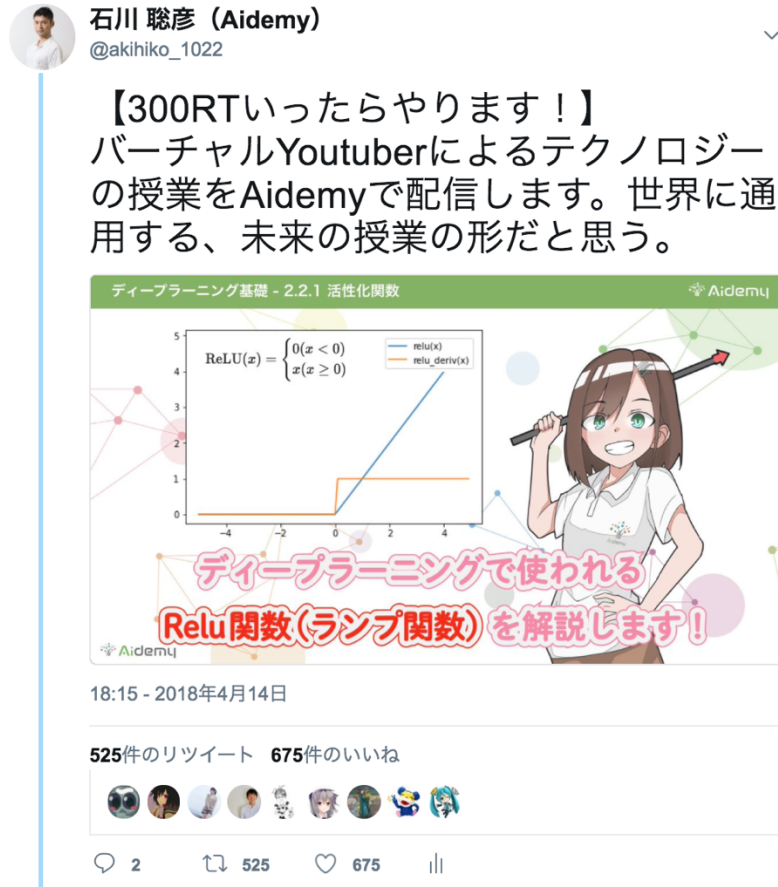 石川 聡彦（Aidemy）
@akihiko_1022
【300RTいったらやります！】
バーチャルYoutuberによるテクノロジー
の授業をAidemyで配信します。世界に通
用する、未来の授業の形だと思う。
ディープラーニング基礎 - 2.2.1 活性化関数
Aidemy
5
4
3
2
1
0
ReLU(x) = {0(x < 0)
x(x ≥ 0)
relu(x)
relu_deriv(x)
−4 −2 0 2 4
Aidemy
ディープラーニングで使われる
Relu関数（ランプ関数）を解説します！
Aidemy
18:15 - 2018年4月14日
525件のリツイート 675件のいいね
2 525 675